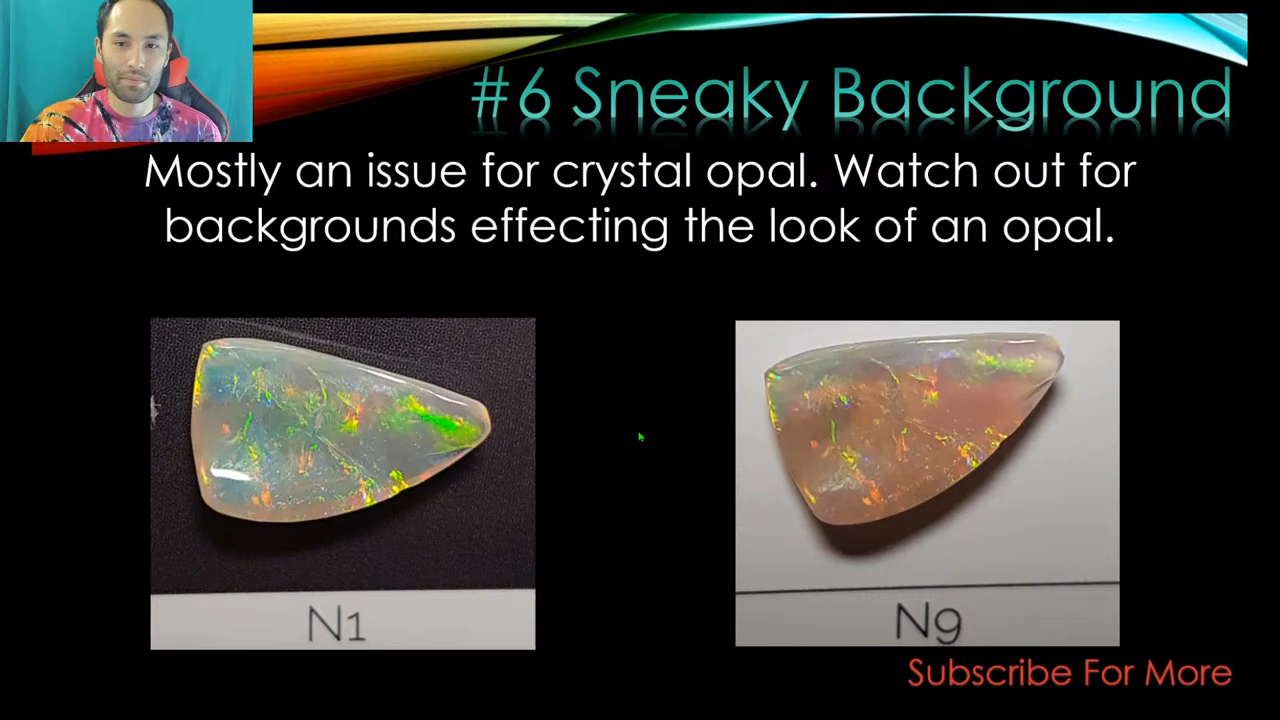 #6 Sneaky Background
Mostly an issue for crystal opal. Watch out for
backgrounds effecting the look of an opal.
N1
N9
Subscribe For More